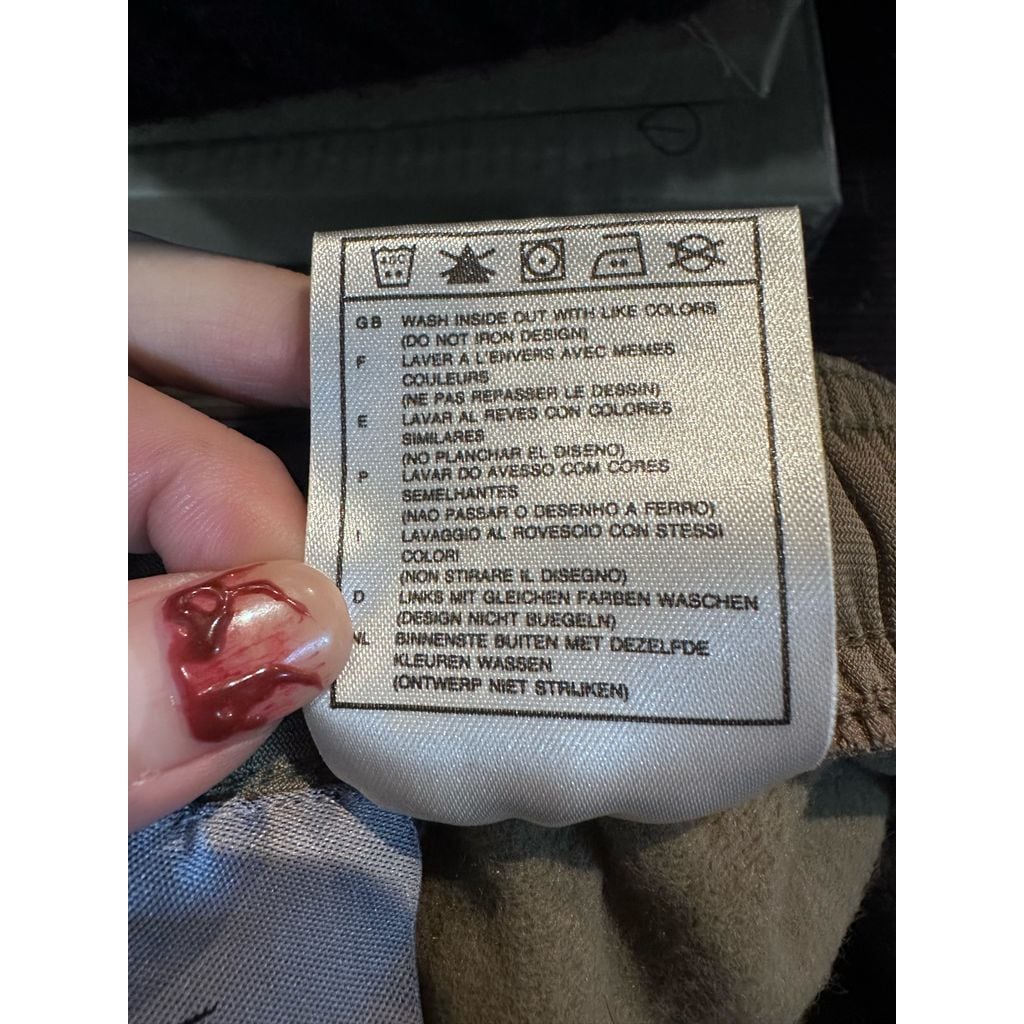 GB WASH INSIDE OUT WITH LIKE COLORS
(DO NOT IRON DESIGN)
F LAVER A L'ENVERS AVEC MEMES
COULEURS
(NE PAS REPASSER LE DESSIN)
E LAVAR AL REVES CON COLORES
SIMILARES
(NO PLANCHAR EL DISENO)
P LAVAR DO AVESSO COM CORES
SEMELHANTES
(NAO PASSAR O DESENHO A FERRO)
I LAVAGGIO AL ROVESCIO CON STESSI
COLORI
(NON STIRARE IL DISEGNO)
D LINKS MIT GLEICHEN FARBEN WASCHEN
(DESIGN NICHT BUEGELN)
NL BINNENSTE BUITEN MET DEZELFDE
KLEUREN WASSEN
(ONTWERP NIET STRIJKEN)